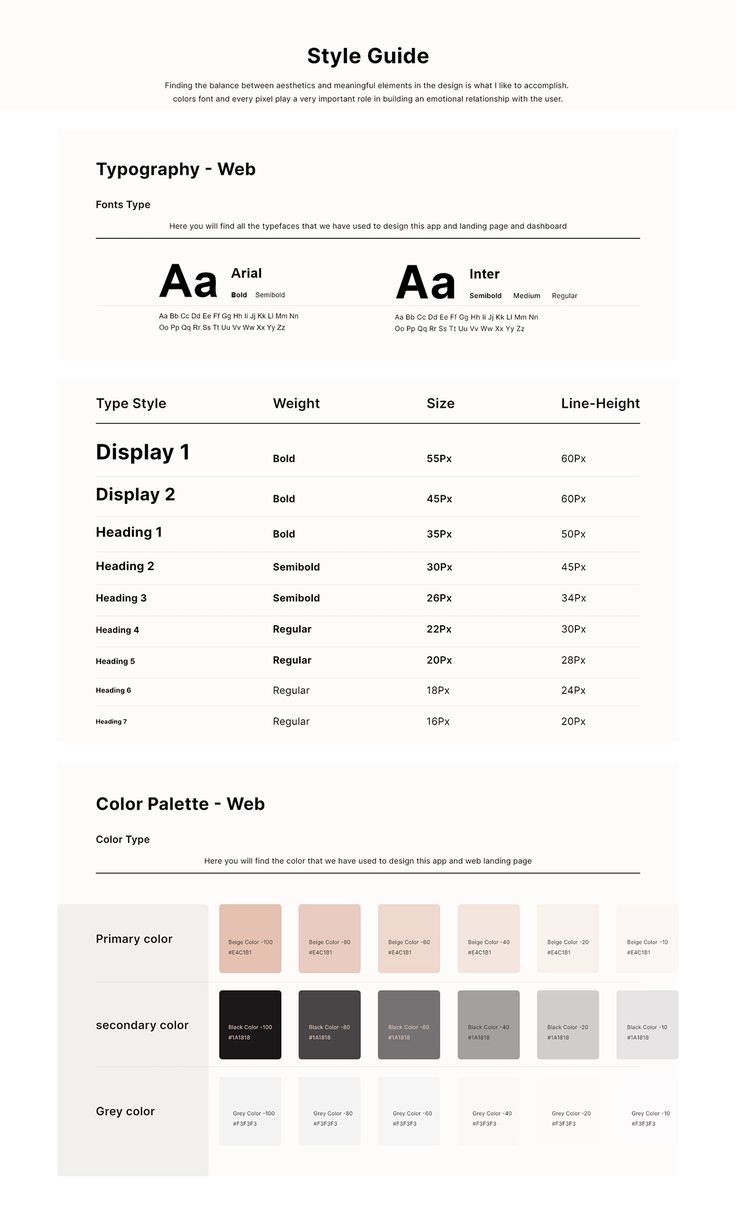 Style Guide
Finding the balance between aesthetics and meaningful elements in the design is what I like to accomplish.
colors font and every pixel play a very important role in building an emotional relationship with the user.
Typography - Web
Fonts Type
Here you will find all the typefaces that we have used to design this app and landing page and dashboard
Aa Arial
Bold Semibold
Aa Bb Cc Dd Ee Ff Gg Hh Ii Jj Kk Ll Mm Nn
Oo Pp Qq Rr Ss Tt Uu Vv Ww Xx Yy Zz
Aa Inter
Semibold Medium Regular
Aa Bb Cc Dd Ee Ff Gg Hh Ii Jj Kk Ll Mm Nn
Oo Pp Qq Rr Ss Tt Uu Vv Ww Xx Yy Zz
Type Style Weight Size Line-Height
Display 1 Bold 55Px 60Px
Display 2 Bold 45Px 60Px
Heading 1 Bold 35Px 50Px
Heading 2 Semibold 30Px 45Px
Heading 3 Semibold 26Px 34Px
Heading 4 Regular 22Px 30Px
Heading 5 Regular 20Px 28Px
Heading 6 Regular 18Px 24Px
Heading 7 Regular 16Px 20Px
Color Palette - Web
Color Type
Here you will find the color that we have used to design this app and web landing page
Primary color
Beige Color -100 Beige Color -80 Beige Color -60 Beige Color -40 Beige Color -20 Beige Color -10
#E4C1B1 #E4C1B1 #E4C1B1 #E4C1B1 #E4C1B1 #E4C1B1
secondary color
Black Color -100 Black Color -80 Black Color -60 Black Color -40 Black Color -20 Black Color -10
#1A1818 #1A1818 #1A1818 #1A1818 #1A1818 #1A1818
Grey color
Grey Color -100 Grey Color -80 Grey Color -60 Grey Color -40 Grey Color -20 Grey Color -10
#F3F3F3 #F3F3F3 #F3F3F3 #F3F3F3 #F3F3F3 #F3F3F3